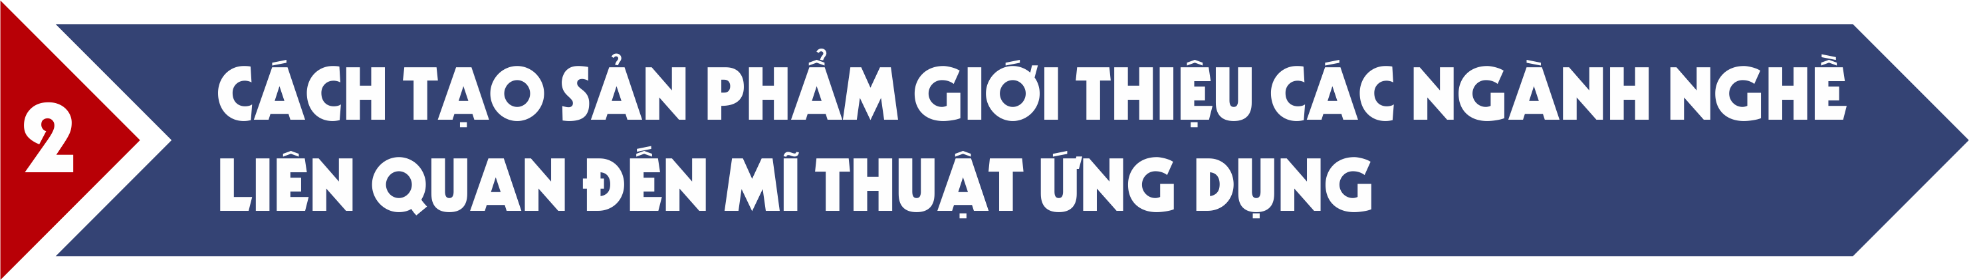 2
CÁCH TẠO SẢN PHẨM GIỚI THIỆU CÁC NGÀNH NGHỀ
LIÊN QUAN ĐẾN MĨ THUẬT ỨNG DỤNG